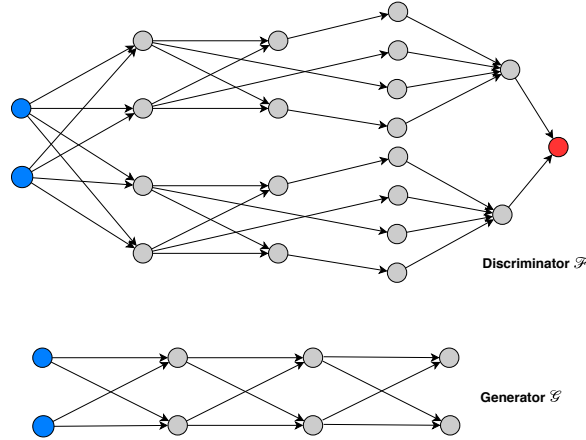 Discriminator ℱ
Generator 𝒢